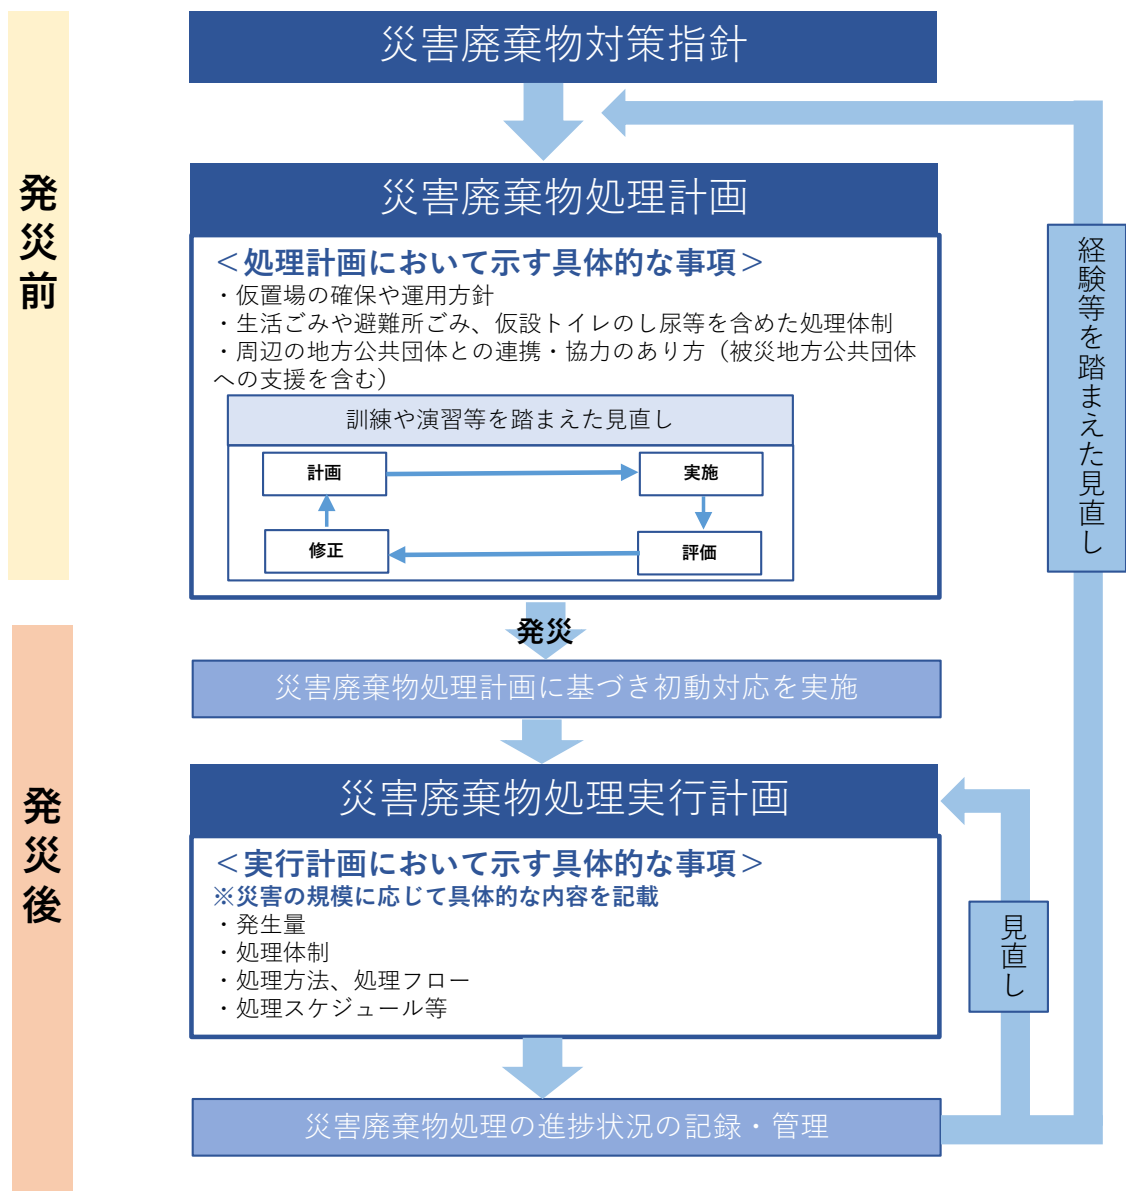 災害廃棄物対策指針
発災前
災害廃棄物処理計画
＜処理計画において示す具体的な事項＞
・仮置場の確保や運用方針
・生活ごみや避難所ごみ、仮設トイレのし尿等を含めた処理体制
・周辺の地方公共団体との連携・協力のあり方（被災地方公共団体
への支援を含む）
訓練や演習等を踏まえた見直し
計画
実施
修正
評価
経験等を踏まえた見直し
発災
発災後
災害廃棄物処理計画に基づき初動対応を実施
災害廃棄物処理実行計画
＜実行計画において示す具体的な事項＞
※災害の規模に応じて具体的な内容を記載
・発生量
・処理体制
・処理方法、処理フロー
・処理スケジュール等
見直し
災害廃棄物処理の進捗状況の記録・管理